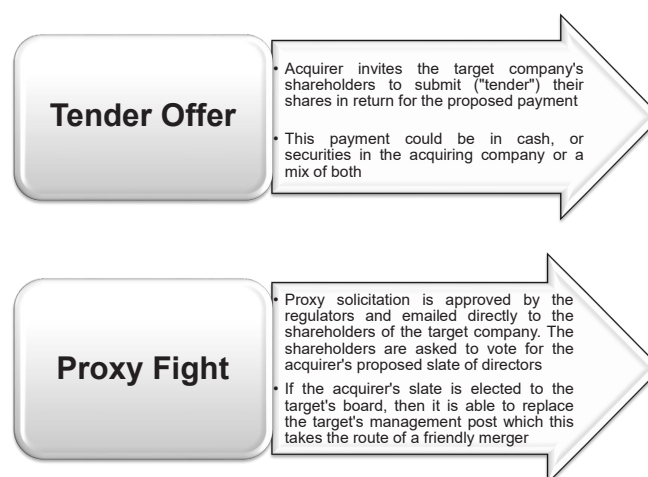 Tender Offer
• Acquirer invites the target company's
shareholders to submit ("tender") their
shares in return for the proposed payment
• This payment could be in cash, or
securities in the acquiring company or a
mix of both
Proxy Fight
• Proxy solicitation is approved by the
regulators and emailed directly to the
shareholders of the target company. The
shareholders are asked to vote for the
acquirer's proposed slate of directors
• If the acquirer's slate is elected to the
target's board, then it is able to replace
the target's management post which this
takes the route of a friendly merger